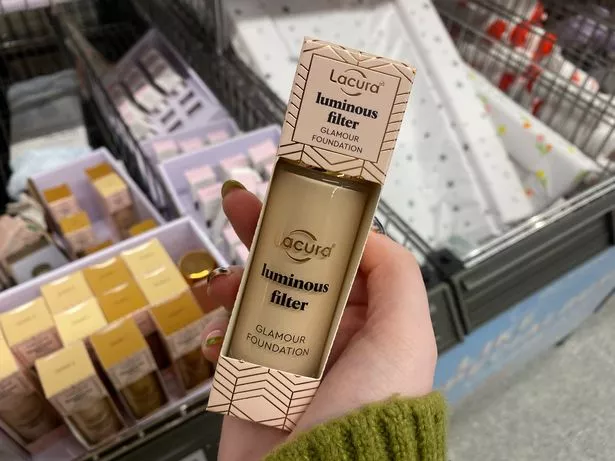 Lacura
luminous
filter
GLAMOUR
FOUNDATION
Lacura
luminous
filter
GLAMOUR
FOUNDATION